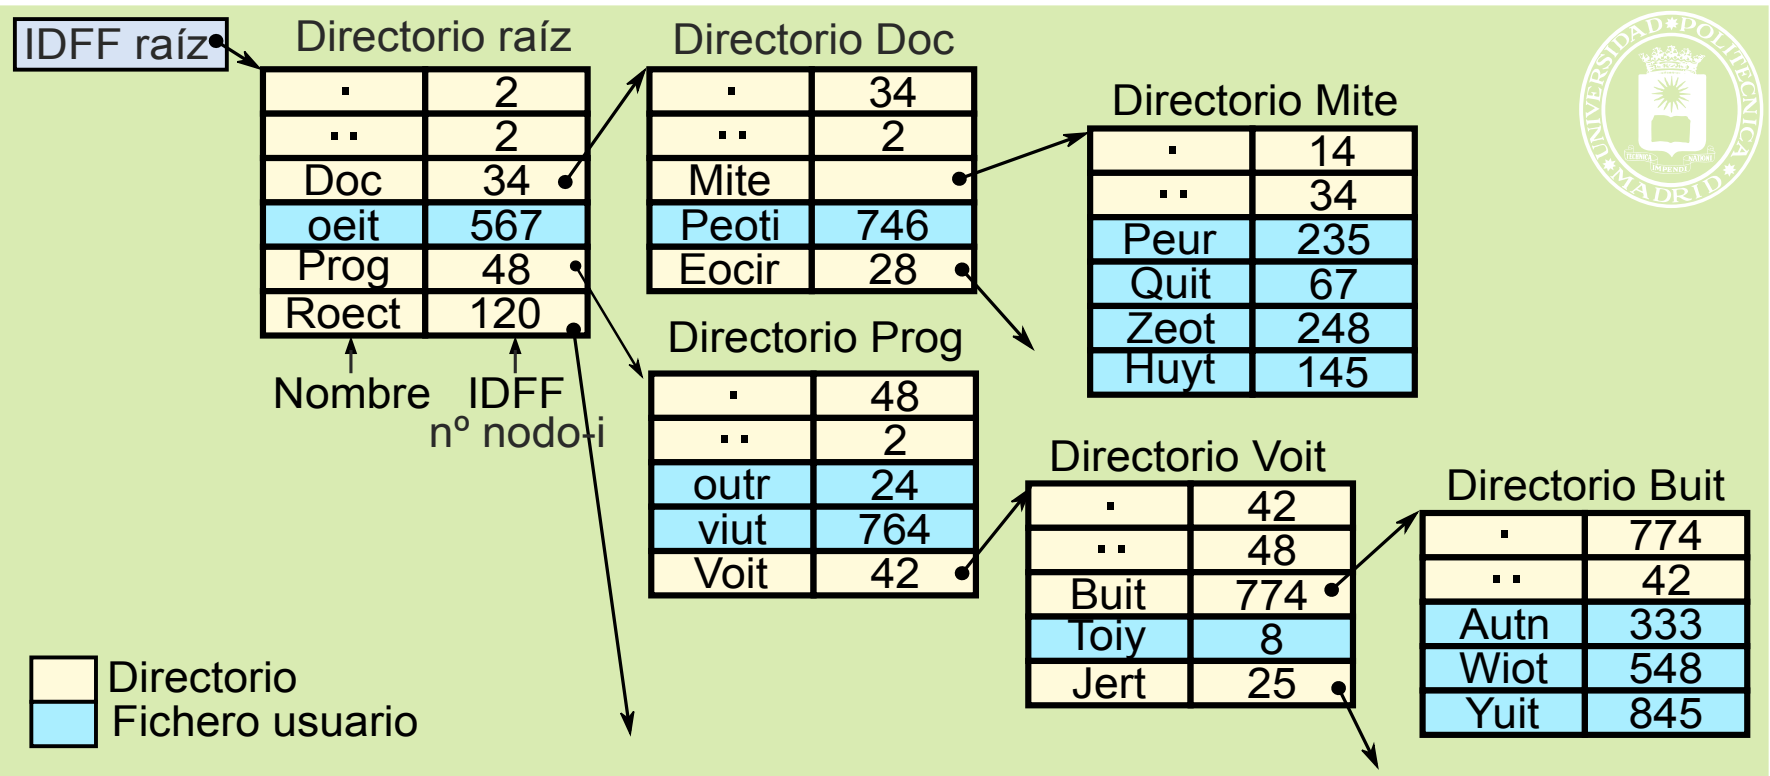 IDFF raíz
Directorio raíz
. 2
.. 2
Doc 34
oeit 567
Prog 48
Roect 120
Nombre IDFF
nº nodo-i
Directorio Doc
. 34
.. 2
Mite
Peoti 746
Eocir 28
Directorio Mite
. 14
.. 34
Peur 235
Quit 67
Zeot 248
Huyt 145
Directorio Prog
. 48
.. 2
outr 24
viut 764
Voit 42
Directorio Voit
. 42
.. 48
Buit 774
Toiy 8
Jert 25
Directorio Buit
. 774
.. 42
Autn 333
Wiot 548
Yuit 845
Directorio
Fichero usuario
UNIVERSIDAD POLITECNICA
MADRID